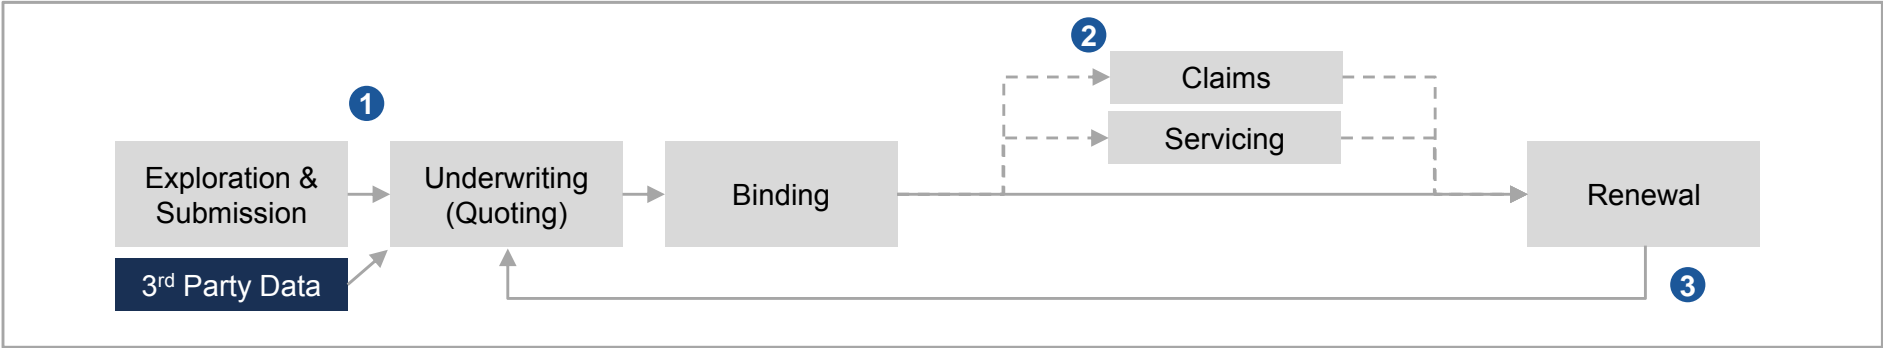 1
2
Claims
Servicing
Exploration &
Submission
Underwriting
(Quoting)
Binding
Renewal
3rd Party Data
3